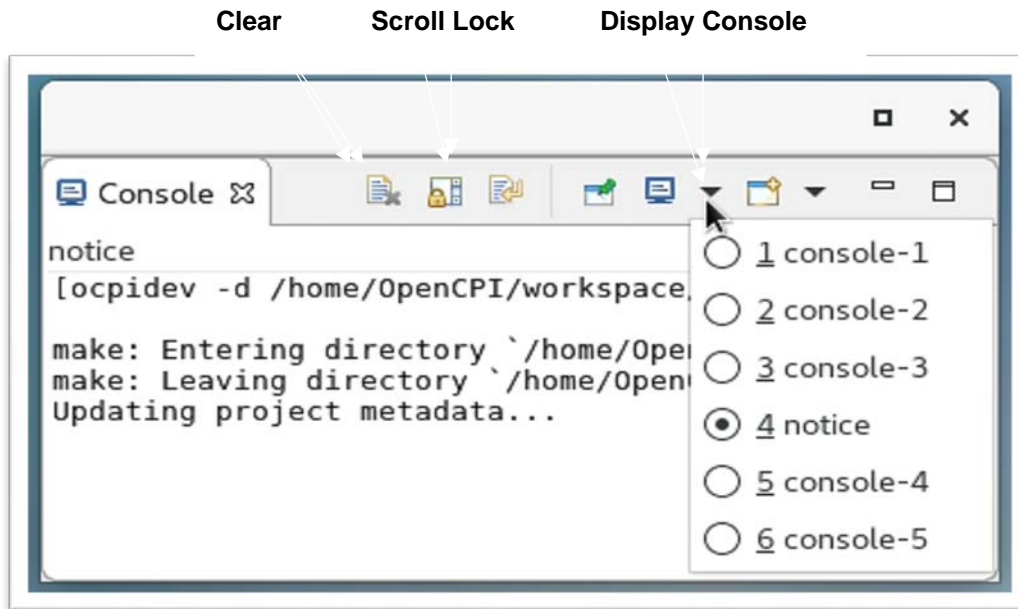 Clear Scroll Lock Display Console
Console
notice
[ocpidev -d /home/OpenCPI/workspace
make: Entering directory `/home/Ope
make: Leaving directory `/home/Open
Updating project metadata...
1 console-1
2 console-2
3 console-3
4 notice
5 console-4
6 console-5